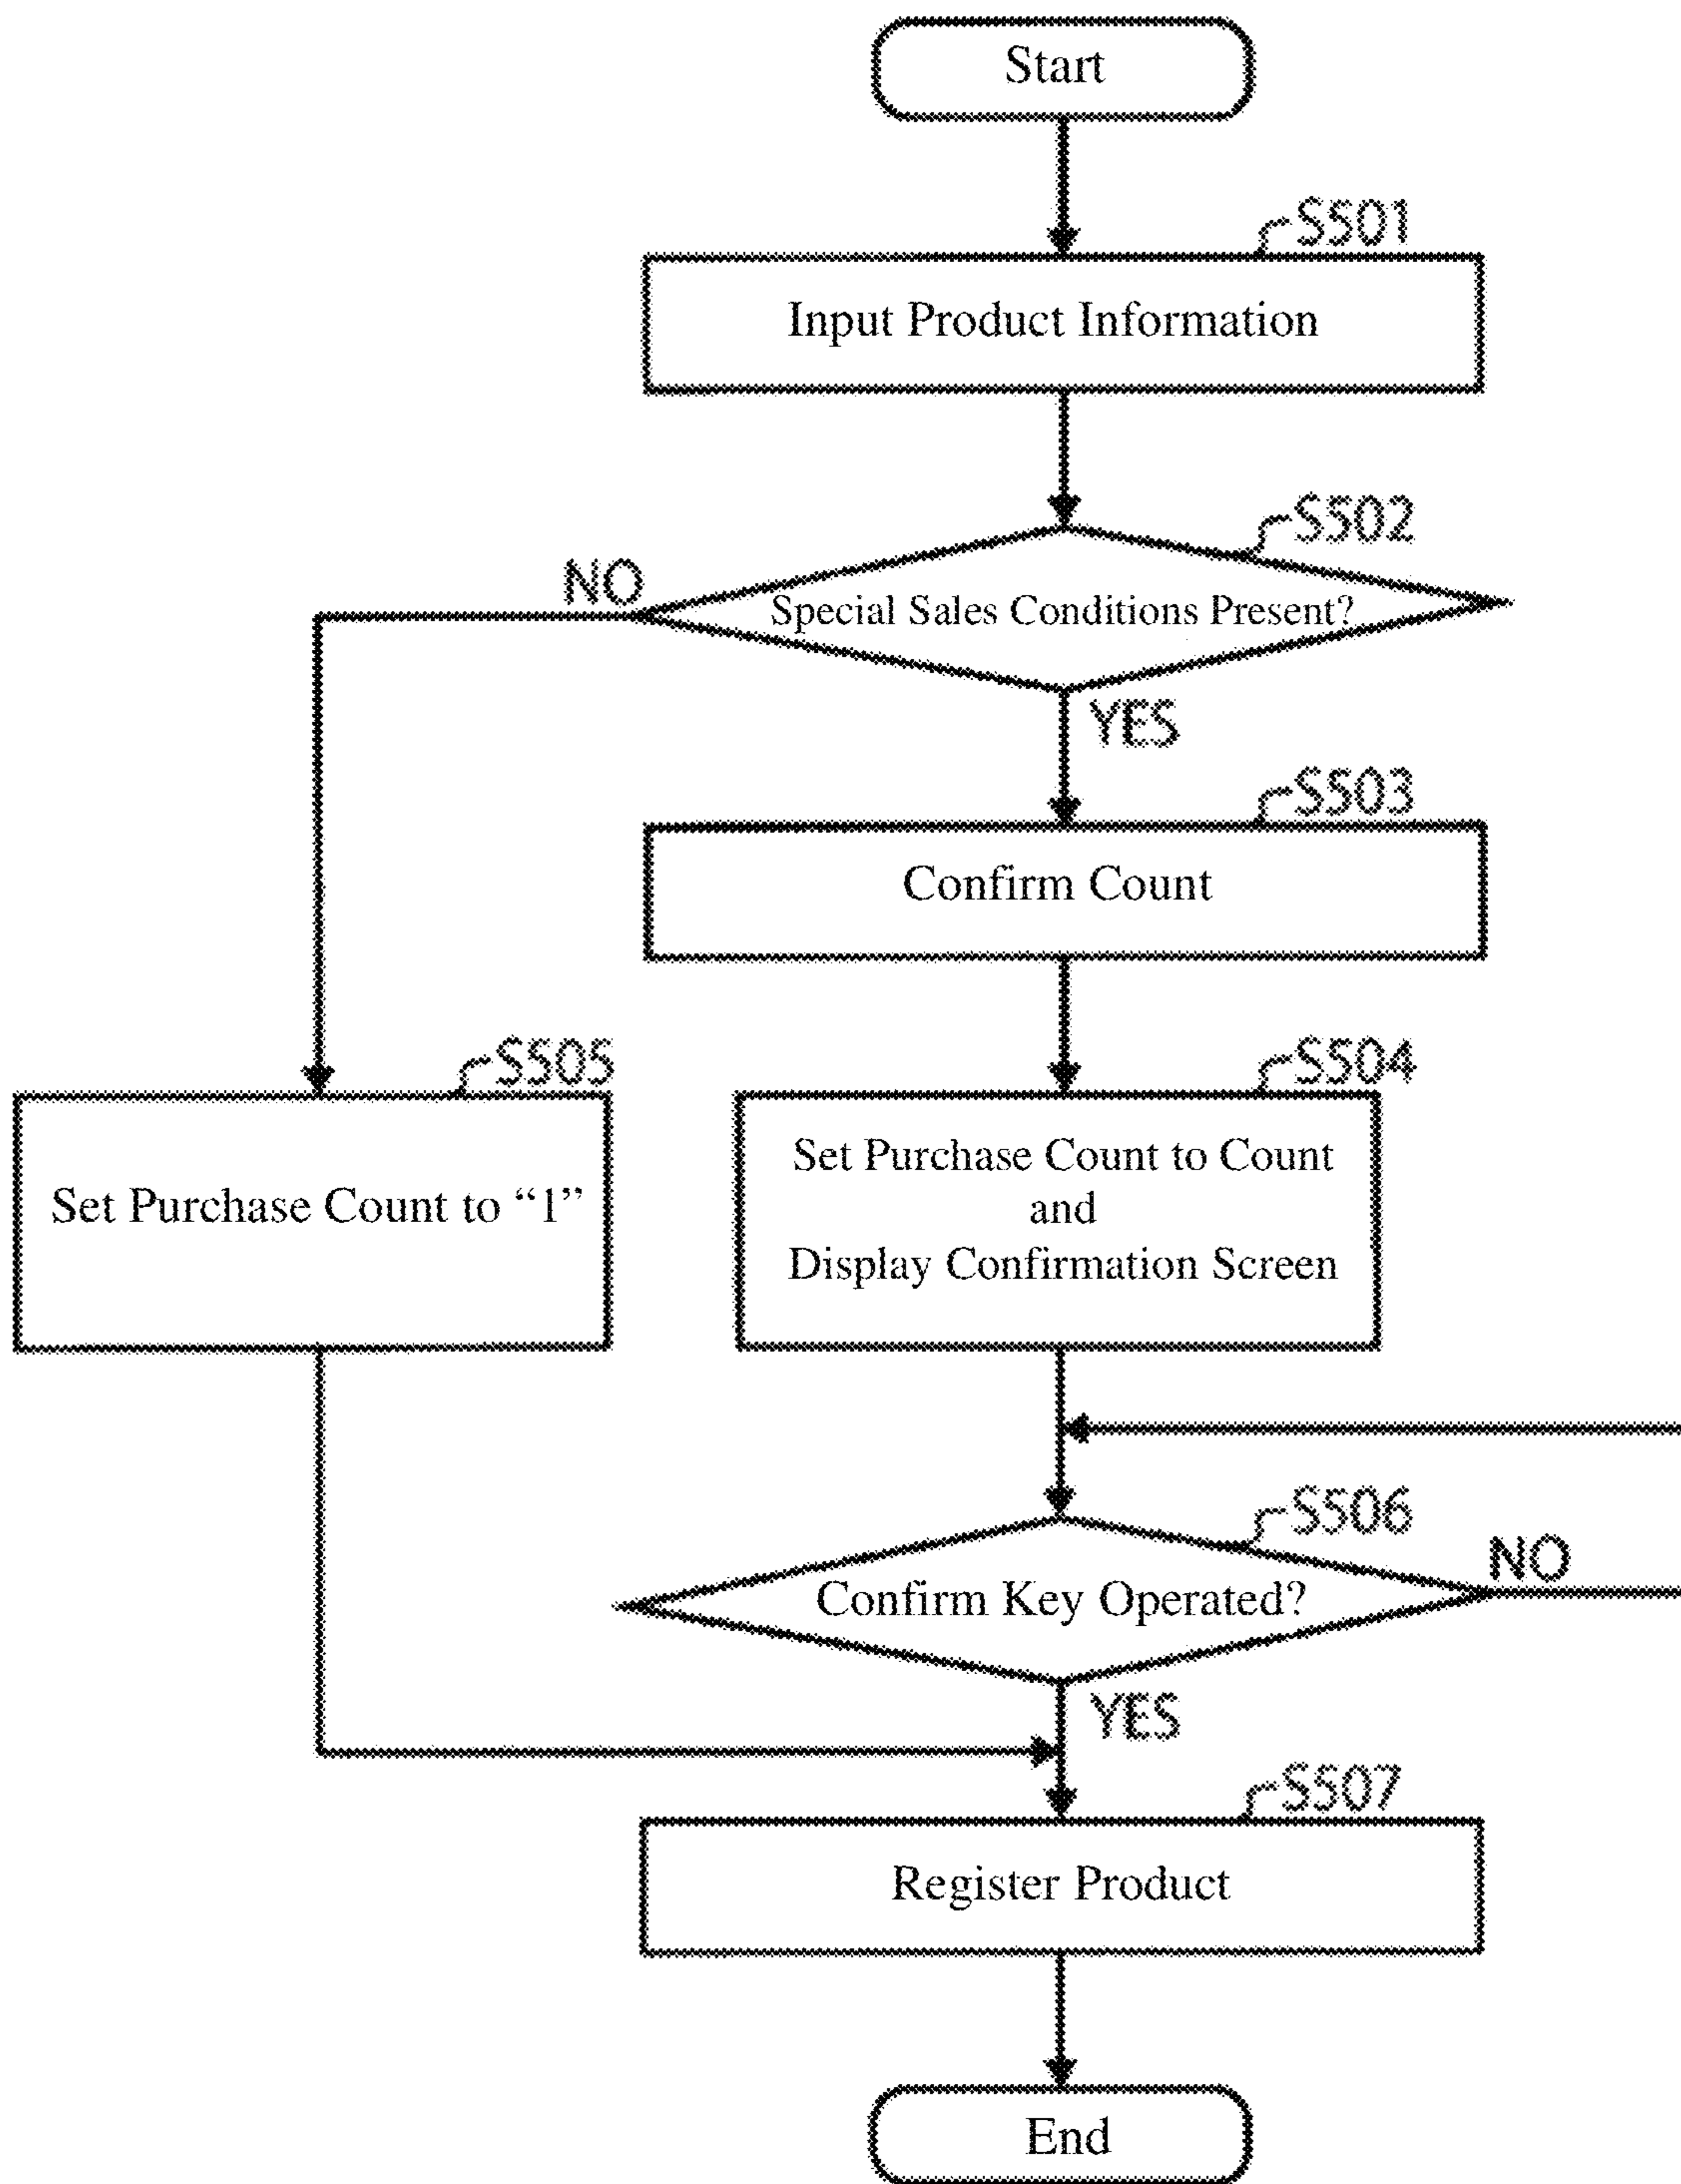 Start
S501
Input Product Information
S502
NO
Special Sales Conditions Present?
YES
S503
Confirm Count
S505
S504
Set Purchase Count to “1”
Set Purchase Count to Count
and
Display Confirmation Screen
S506
NO
Confirm Key Operated?
YES
S507
Register Product
End